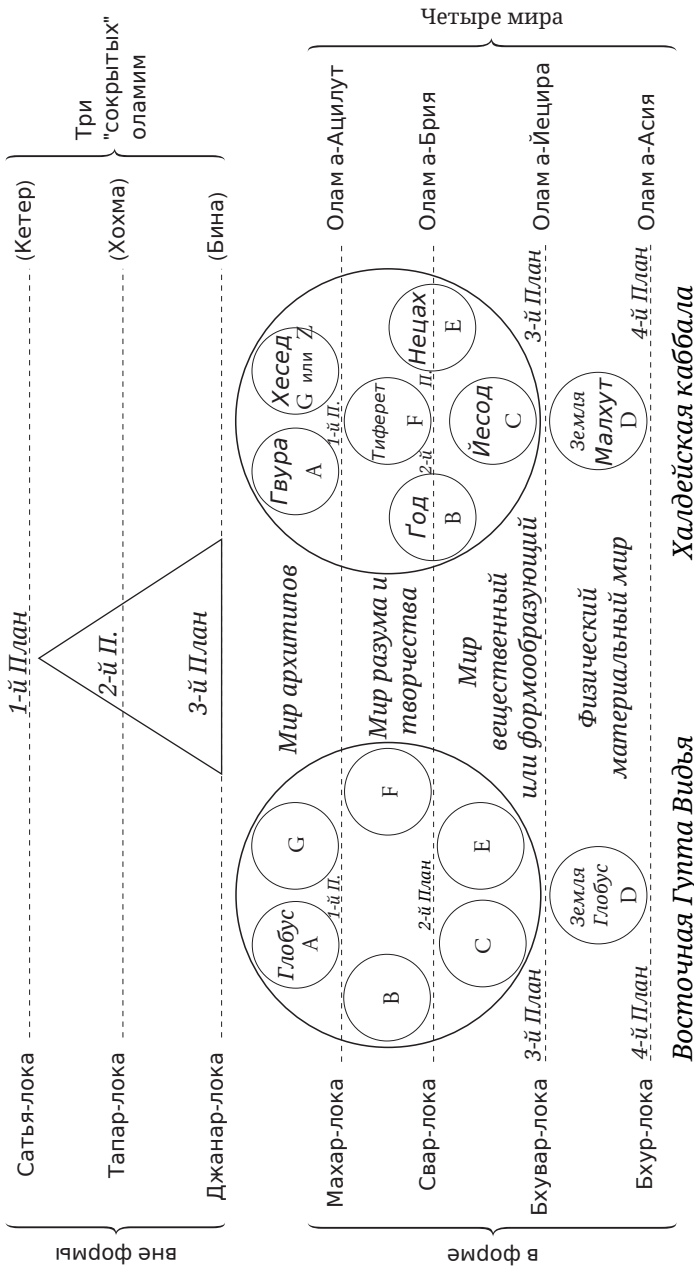 Сатья-лока
1-й План
(Кетер)
Тапар-лока
2-й П.
(Хохма)
Джанар-лока
3-й План
(Бина)
вне формы
Три
"сокрытых"
оламим
Глобус
A
G
Мир архитипов
Гвура
A
Хесед
G или Z
Махар-лока
1-й П.
1-й П.
Олам а-Ацилут
B
F
Мир разума и
творчества
Тиферет
F
Свар-лока
2-й План
2-й
П.
Олам а-Брия
Ґод
B
Нецах
E
C
E
Мир
вещественный
или формообразующий
Йесод
C
Бхувар-лока
3-й План
3-й План
Олам а-Йецира
Земля
Глобус
D
Физический
материальный мир
Земля
Малхут
D
Бхур-лока
4-й План
4-й План
Олам а-Асия
в форме
Четыре мира
Восточная Гупта Видья
Халдейская каббала